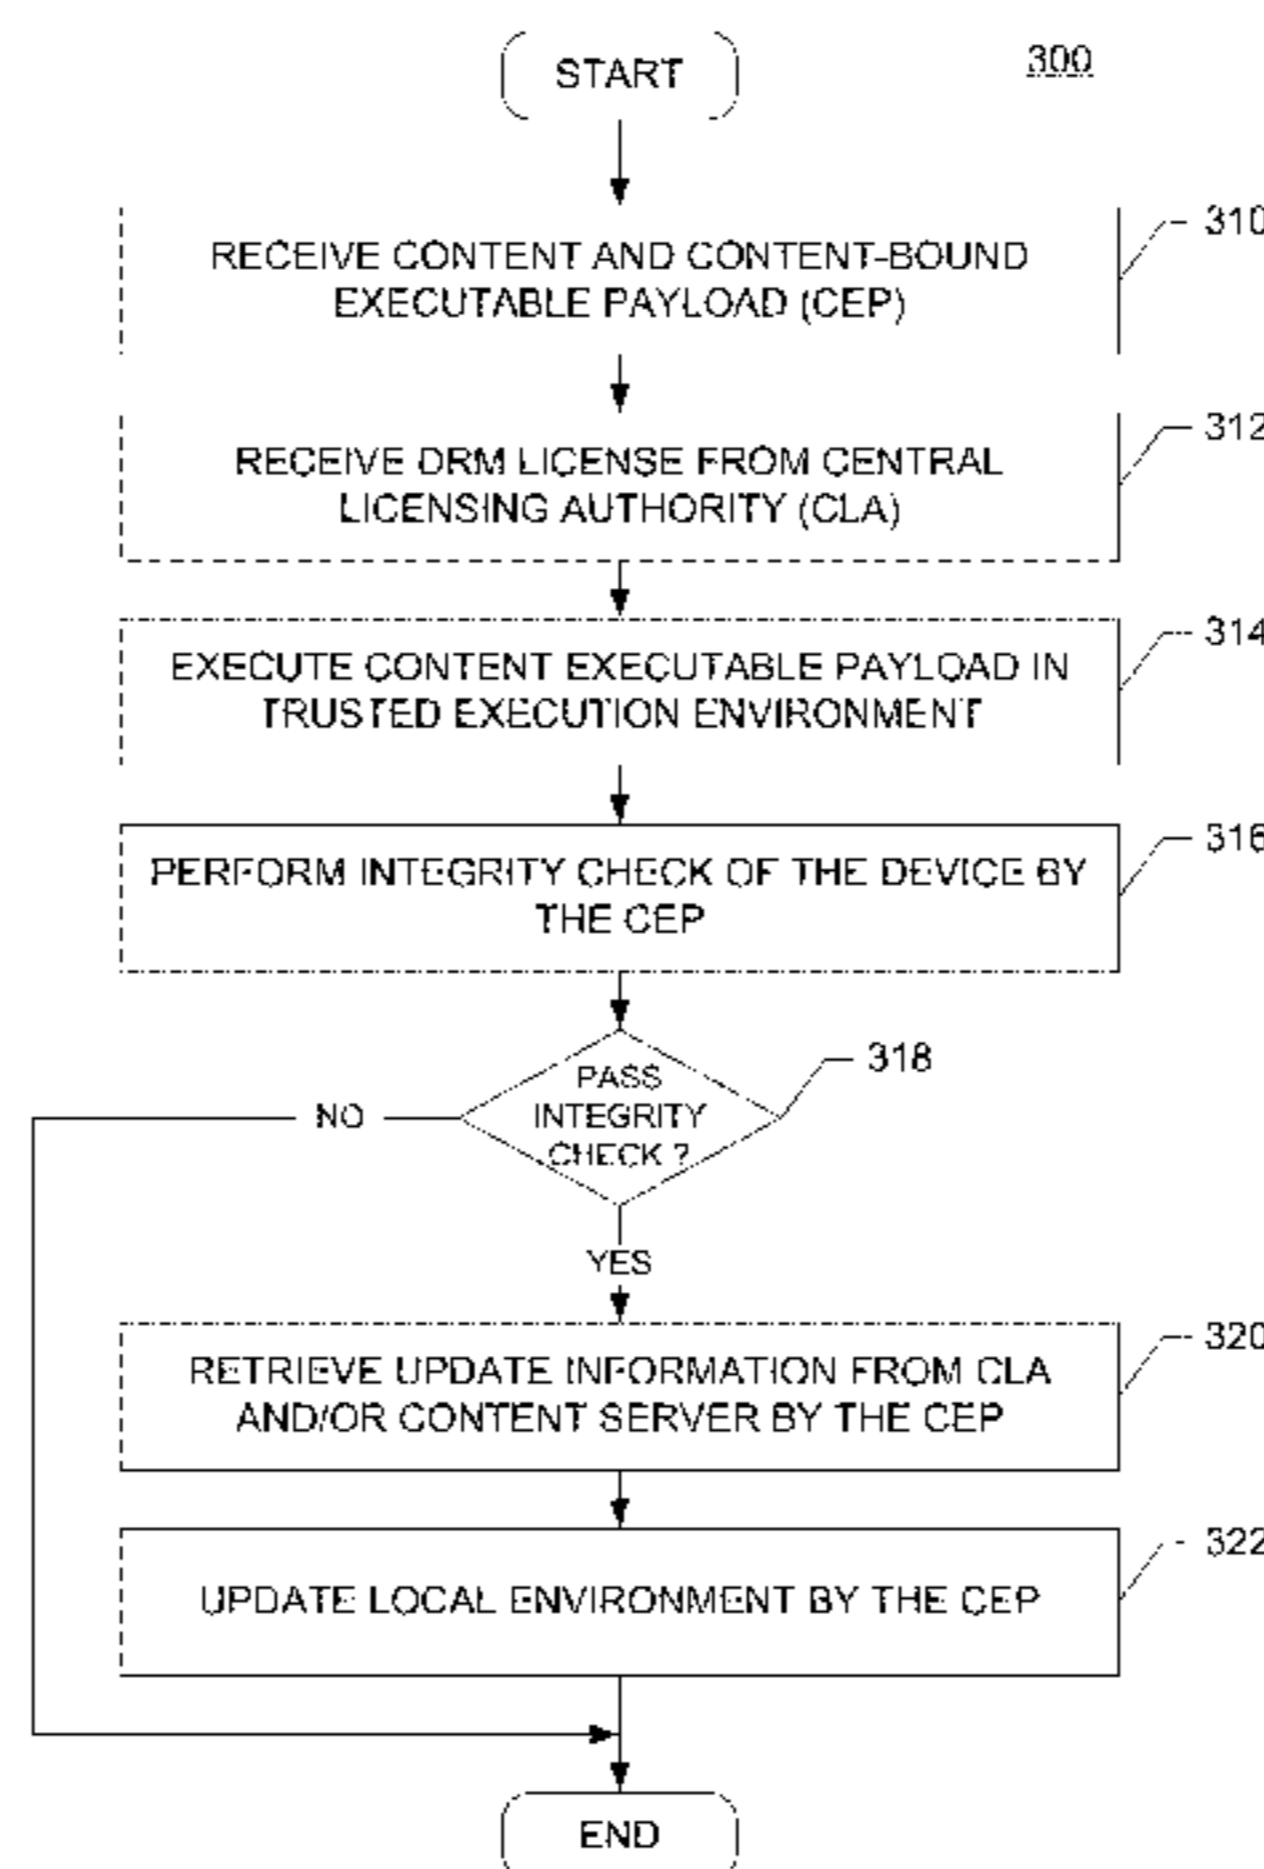 START
300
RECEIVE CONTENT AND CONTENT-BOUND
EXECUTABLE PAYLOAD (CEP)
310
RECEIVE DRM LICENSE FROM CENTRAL
LICENSING AUTHORITY (CLA)
312
EXECUTE CONTENT EXECUTABLE PAYLOAD IN
TRUSTED EXECUTION ENVIRONMENT
314
PERFORM INTEGRITY CHECK OF THE DEVICE BY
THE CEP
316
PASS
INTEGRITY
CHECK ?
318
NO
YES
RETRIEVE UPDATE INFORMATION FROM CLA
AND/OR CONTENT SERVER BY THE CEP
320
UPDATE LOCAL ENVIRONMENT BY THE CEP
322
END